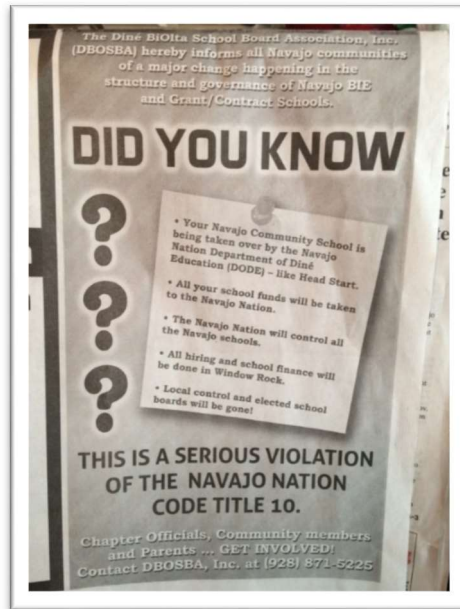 The Diné BiOlta School Board Association, Inc.
(DBOSBA) hereby informs all Navajo communities
of a major change happening in the
structure and governance of Navajo BIE
and Grant/Contract Schools.
DID YOU KNOW
?
?
?
• Your Navajo Community School is
being taken over by the Navajo
Nation Department of Diné
Education (DODE) – like Head Start.
• All your school funds will be taken
to the Navajo Nation.
• The Navajo Nation will control all
the Navajo schools.
• All hiring and school finance will
be done in Window Rock.
• Local control and elected school
boards will be gone!
THIS IS A SERIOUS VIOLATION
OF THE NAVAJO NATION
CODE TITLE 10.
Chapter Officials, Community members
and Parents ... GET INVOLVED!
Contact DBOSBA, Inc. at (928) 871-5225